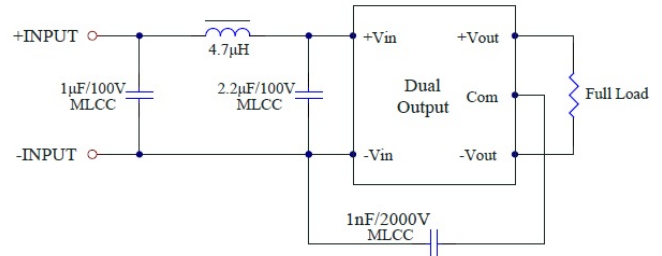 +INPUT
4.7μH
+Vin
+Vout
1μF/100V
MLCC
2.2μF/100V
MLCC
Dual
Output
Com
Full Load
-INPUT
-Vin
-Vout
1nF/2000V
MLCC